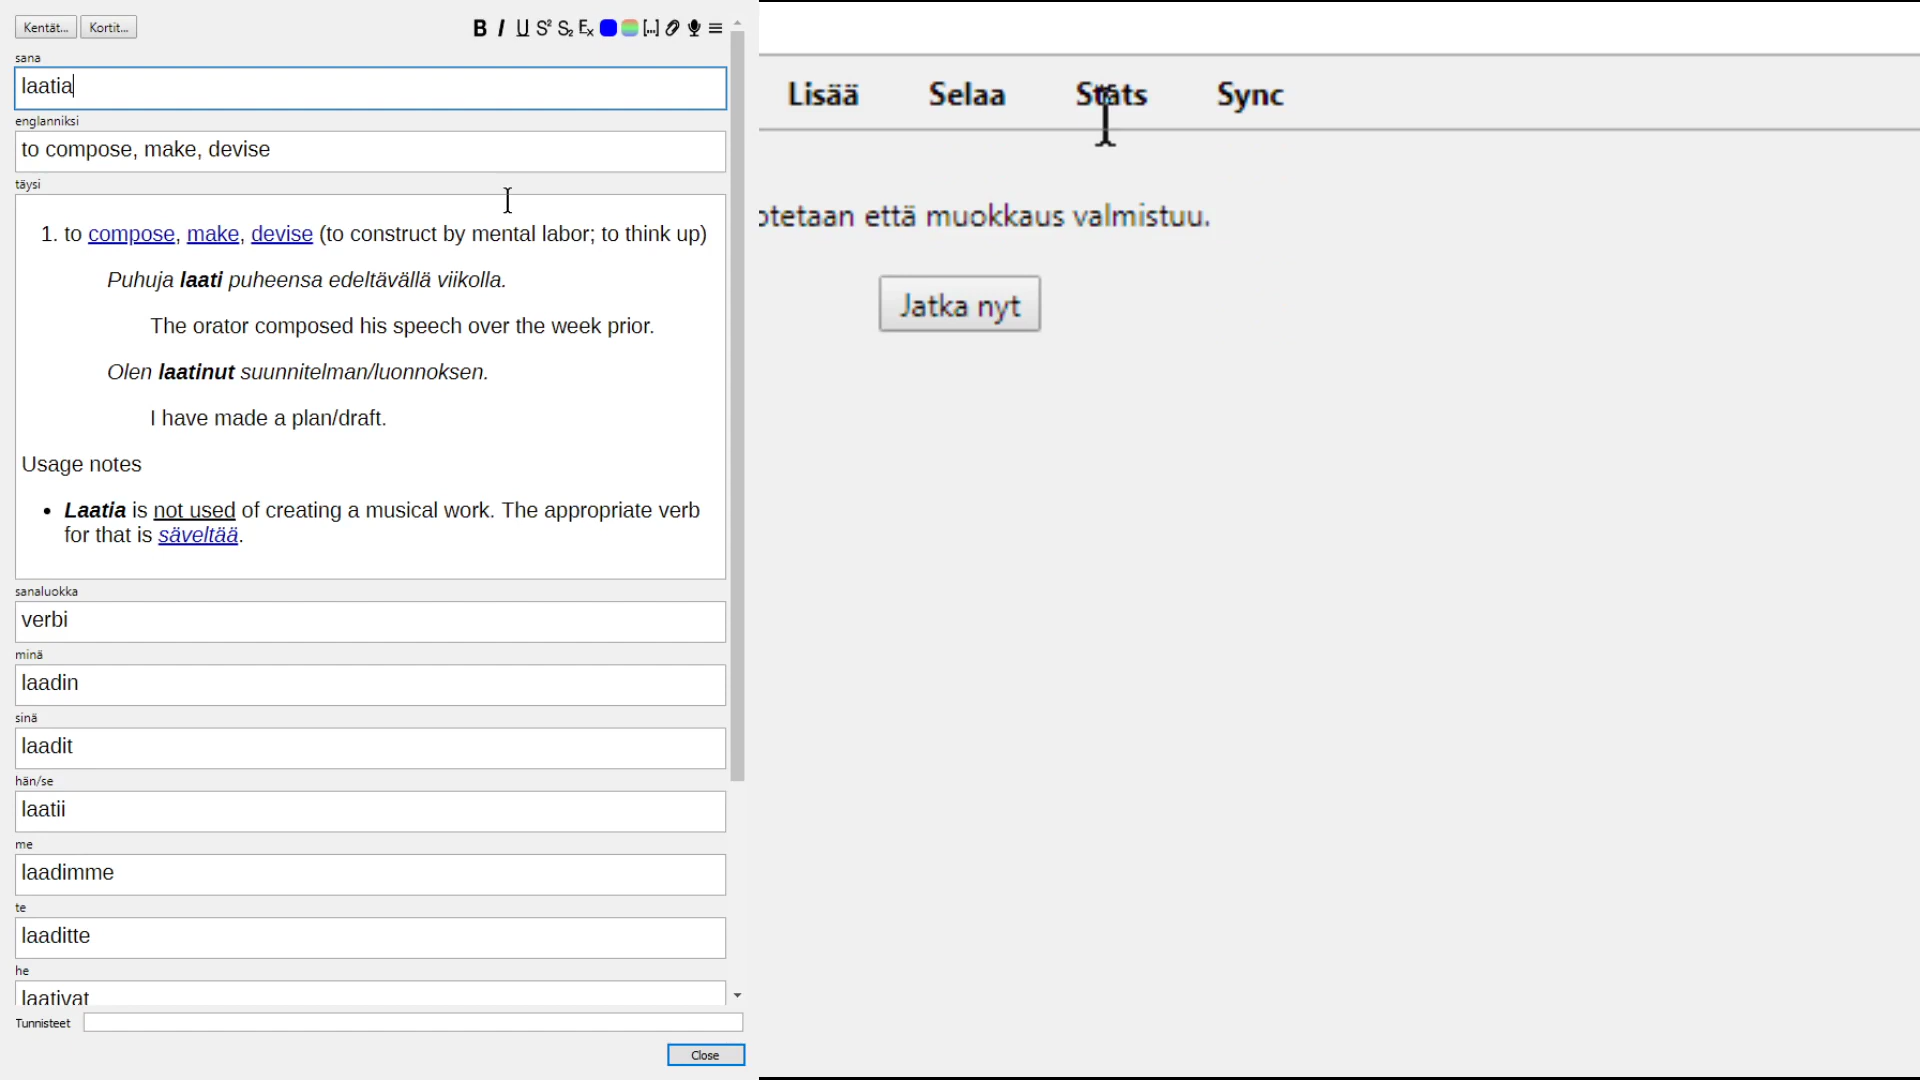 Kentät...
Kortit...
B I U S² S₂ Eₓ [...]
sana
laatia
englanniksi
to compose, make, devise
täysi
1. to compose, make, devise (to construct by mental labor; to think up)
Puhuja laati puheensa edeltävällä viikolla.
The orator composed his speech over the week prior.
Olen laatinut suunnitelman/luonnoksen.
I have made a plan/draft.
Usage notes
• Laatia is not used of creating a musical work. The appropriate verb
for that is säveltää.
sanaluokka
verbi
minä
laadin
sinä
laadit
hän/se
laatii
me
laadimme
te
laaditte
he
laativat
Tunnisteet
Close
Lisää Selaa Stats Sync
otetaan että muokkaus valmistuu.
Jatka nyt